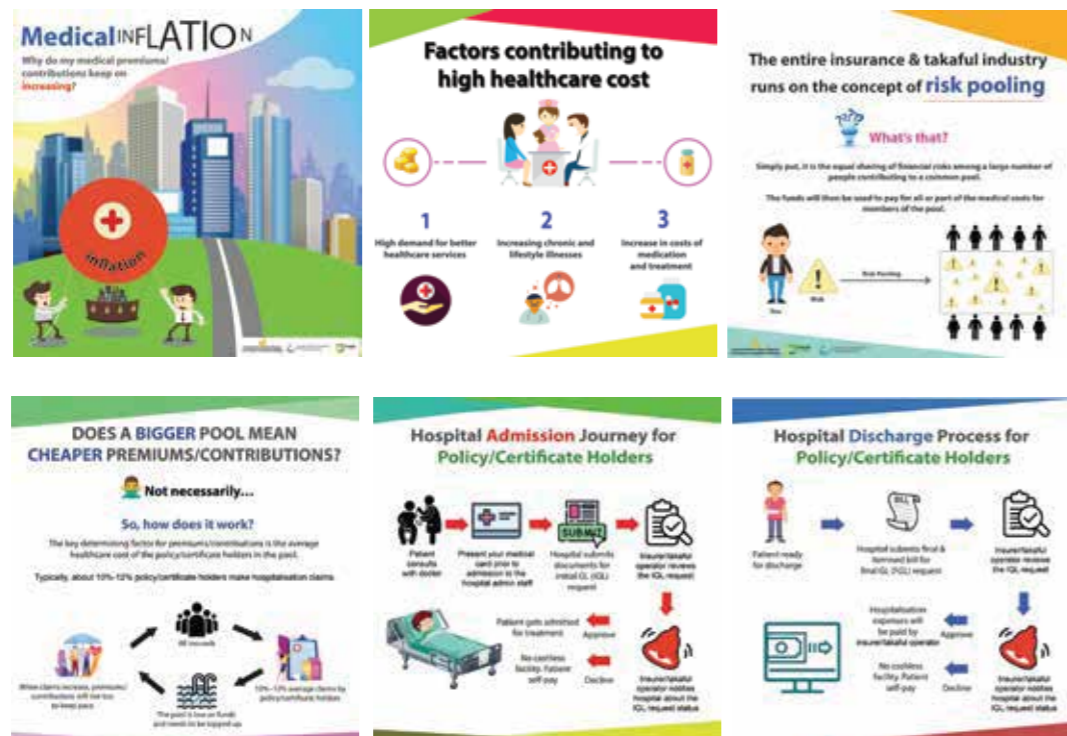 Medical INFLATION
Why do my medical premiums/
contributions keep on
increasing?
inflation
Factors contributing to
high healthcare cost
1
High demand for better
healthcare services
2
Increasing chronic and
lifestyle illnesses
3
Increase in costs of
medication
and treatment
The entire insurance & takaful industry
runs on the concept of risk pooling
What's that?
Simply put, it is the equal sharing of financial risks among a large number of
people contributing to a common pool.
The funds will then be used to pay for all or part of the medical costs for
members of the pool.
You
Risk
Risk Pooling
DOES A BIGGER POOL MEAN
CHEAPER PREMIUMS/CONTRIBUTIONS?
Not necessarily...
So, how does it work?
The key determining factor for premiums/contributions is the average
healthcare cost of the policy/certificate holders in the pool.
Typically, about 10%-12% policy/certificate holders make hospitalisation claims.
All insureds
10%-12% average claims by
policy/certificate holders
The pool is low on funds
and needs to be topped up
When claims increase, premiums/
contributions will rise too
to keep pace
Hospital Admission Journey for
Policy/Certificate Holders
Patient
consults
with doctor
Present your medical
card prior to
admission to the
hospital admin staff
SUBMIT
Hospital submits
documents for
initial GL (IGL)
request
Insurer/takaful
operator reviews
the IGL request
Patient gets admitted
for treatment
Approve
No cashless
facility. Patient
self-pay
Decline
Insurer/takaful
operator notifies
hospital about the
IGL request status
Hospital Discharge Process for
Policy/Certificate Holders
Patient ready
for discharge
BILL
Hospital submits final &
itemised bill for
final GL (FGL) request
Insurer/takaful
operator reviews
the IGL request
Hospitalisation
expenses will
be paid by
insurer/takaful operator
Approve
No cashless
facility. Patient
self-pay
Decline
Insurer/takaful
operator notifies
hospital about the
IGL request status